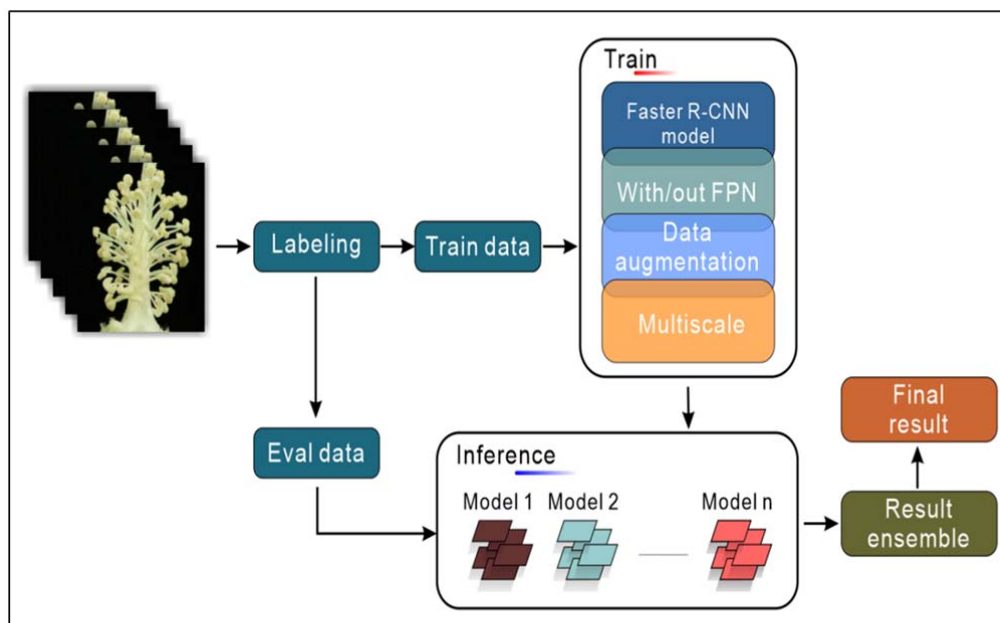 Train
Faster R-CNN
model
With/out FPN
Data
augmentation
Multiscale
Labeling
Train data
Eval data
Inference
Model 1
Model 2
Model n
Final
result
Result
ensemble